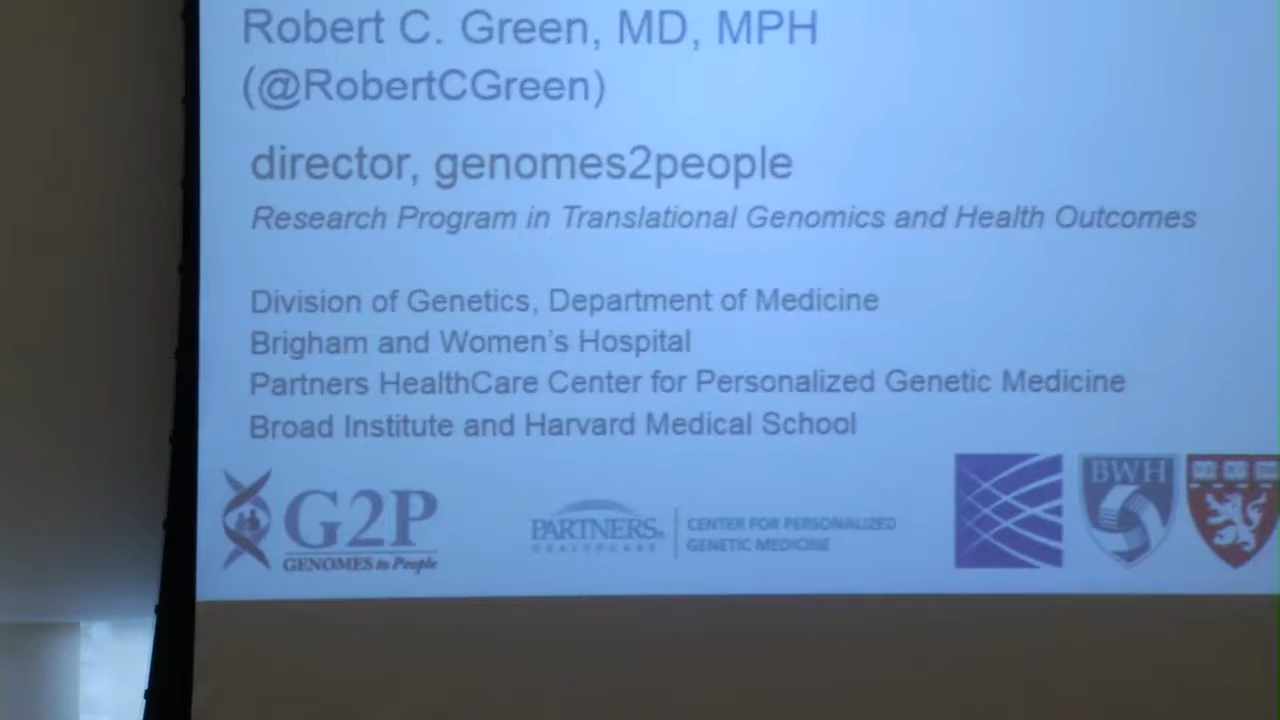 Robert C. Green, MD, MPH
(@RobertCGreen)
director, genomes2people
Research Program in Translational Genomics and Health Outcomes
Division of Genetics, Department of Medicine
Brigham and Women's Hospital
Partners HealthCare Center for Personalized Genetic Medicine
Broad Institute and Harvard Medical School
G2P
GENOMES to People
PARTNERS
HEALTHCARE
CENTER FOR PERSONALIZED
GENETIC MEDICINE
BWH